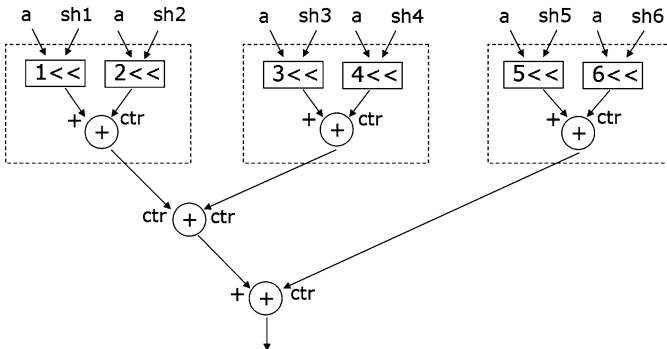 a sh1 a sh2 a sh3 a sh4 a sh5 a sh6
1<< 2<< 3<< 4<< 5<< 6<<
+ + ctr + + ctr + + ctr
ctr + ctr
+ + ctr